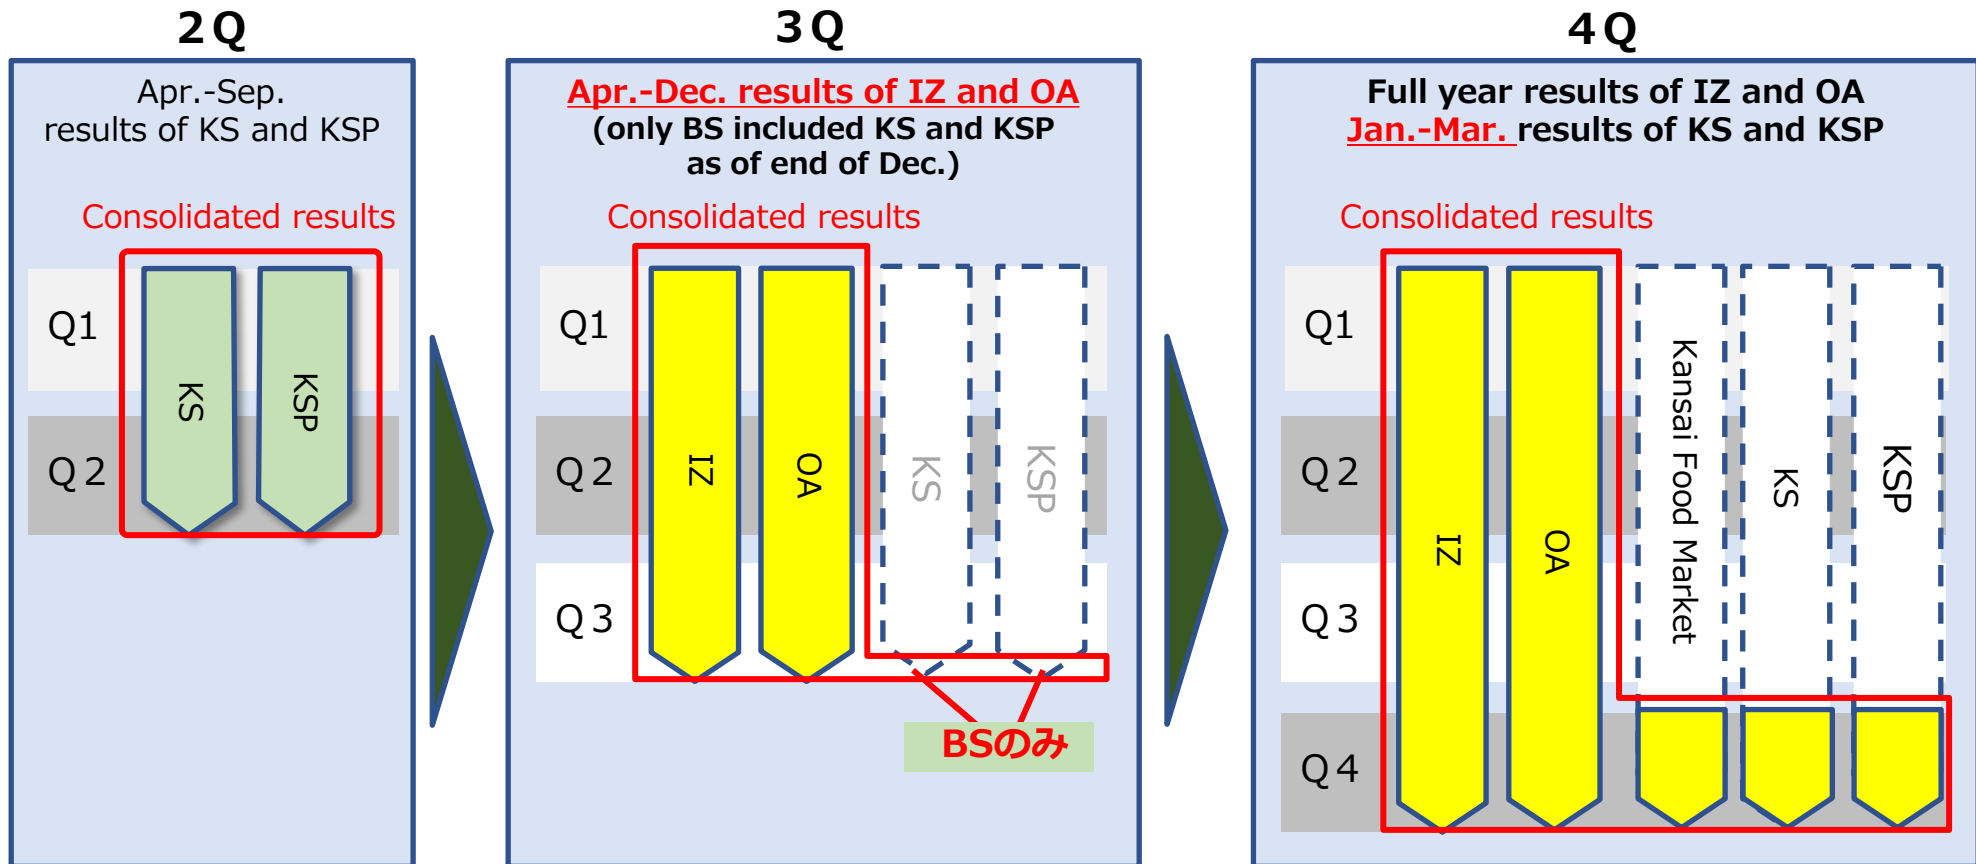 2Q
Apr.-Sep.
results of KS and KSP
Consolidated results
Q1
Q2
KS
KSP
3Q
Apr.-Dec. results of IZ and OA
(only BS included KS and KSP
as of end of Dec.)
Consolidated results
Q1
Q2
Q3
IZ
OA
KS
KSP
BSのみ
4Q
Full year results of IZ and OA
Jan.-Mar. results of KS and KSP
Consolidated results
Q1
Q2
Q3
Q4
IZ
OA
Kansai Food Market
KS
KSP